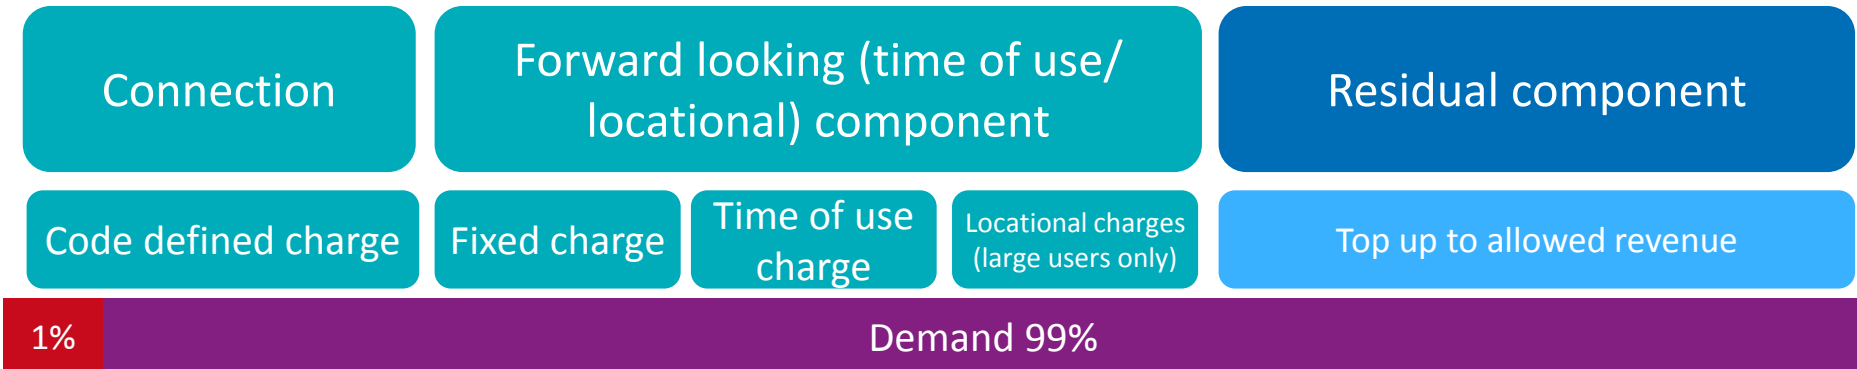 Connection
Forward looking (time of use/
locational) component
Residual component
Code defined charge
Fixed charge
Time of use
charge
Locational charges
(large users only)
Top up to allowed revenue
1%
Demand 99%